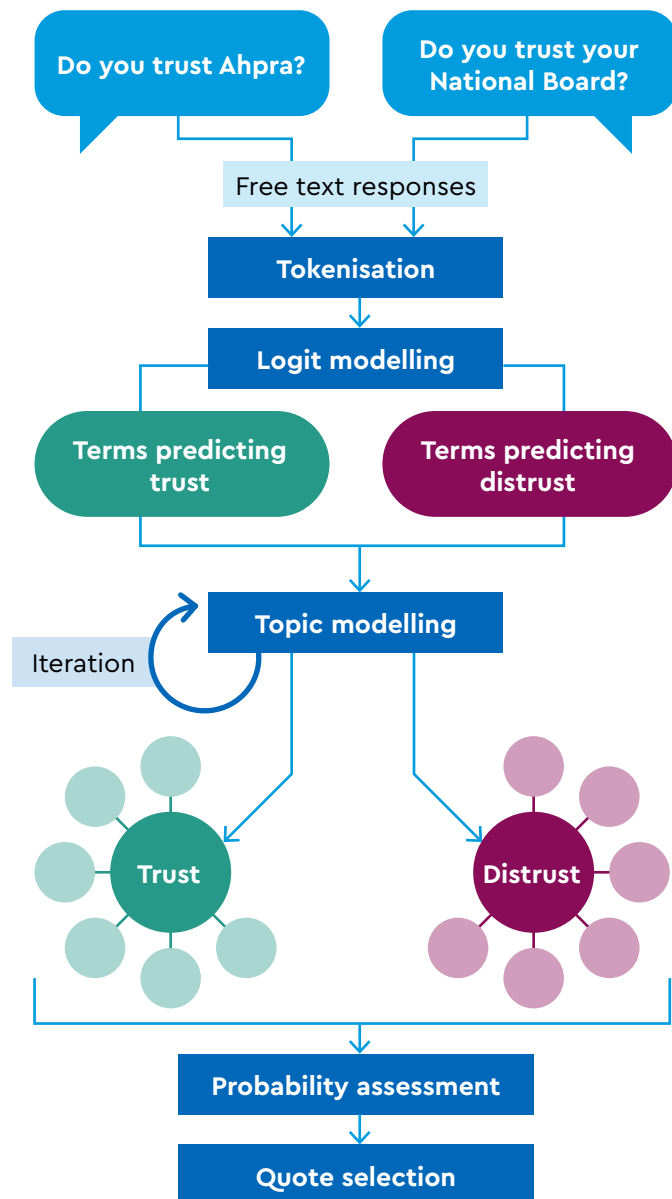 Do you trust Ahpra?
Do you trust your
National Board?
Free text responses
Tokenisation
Logit modelling
Terms predicting
trust
Terms predicting
distrust
Topic modelling
Iteration
Trust
Distrust
Probability assessment
Quote selection